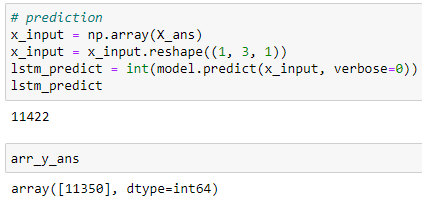 # prediction
x_input = np.array(X_ans)
x_input = x_input.reshape((1, 3, 1))
lstm_predict = int(model.predict(x_input, verbose=0))
lstm_predict
11422
arr_y_ans
array([11350], dtype=int64)